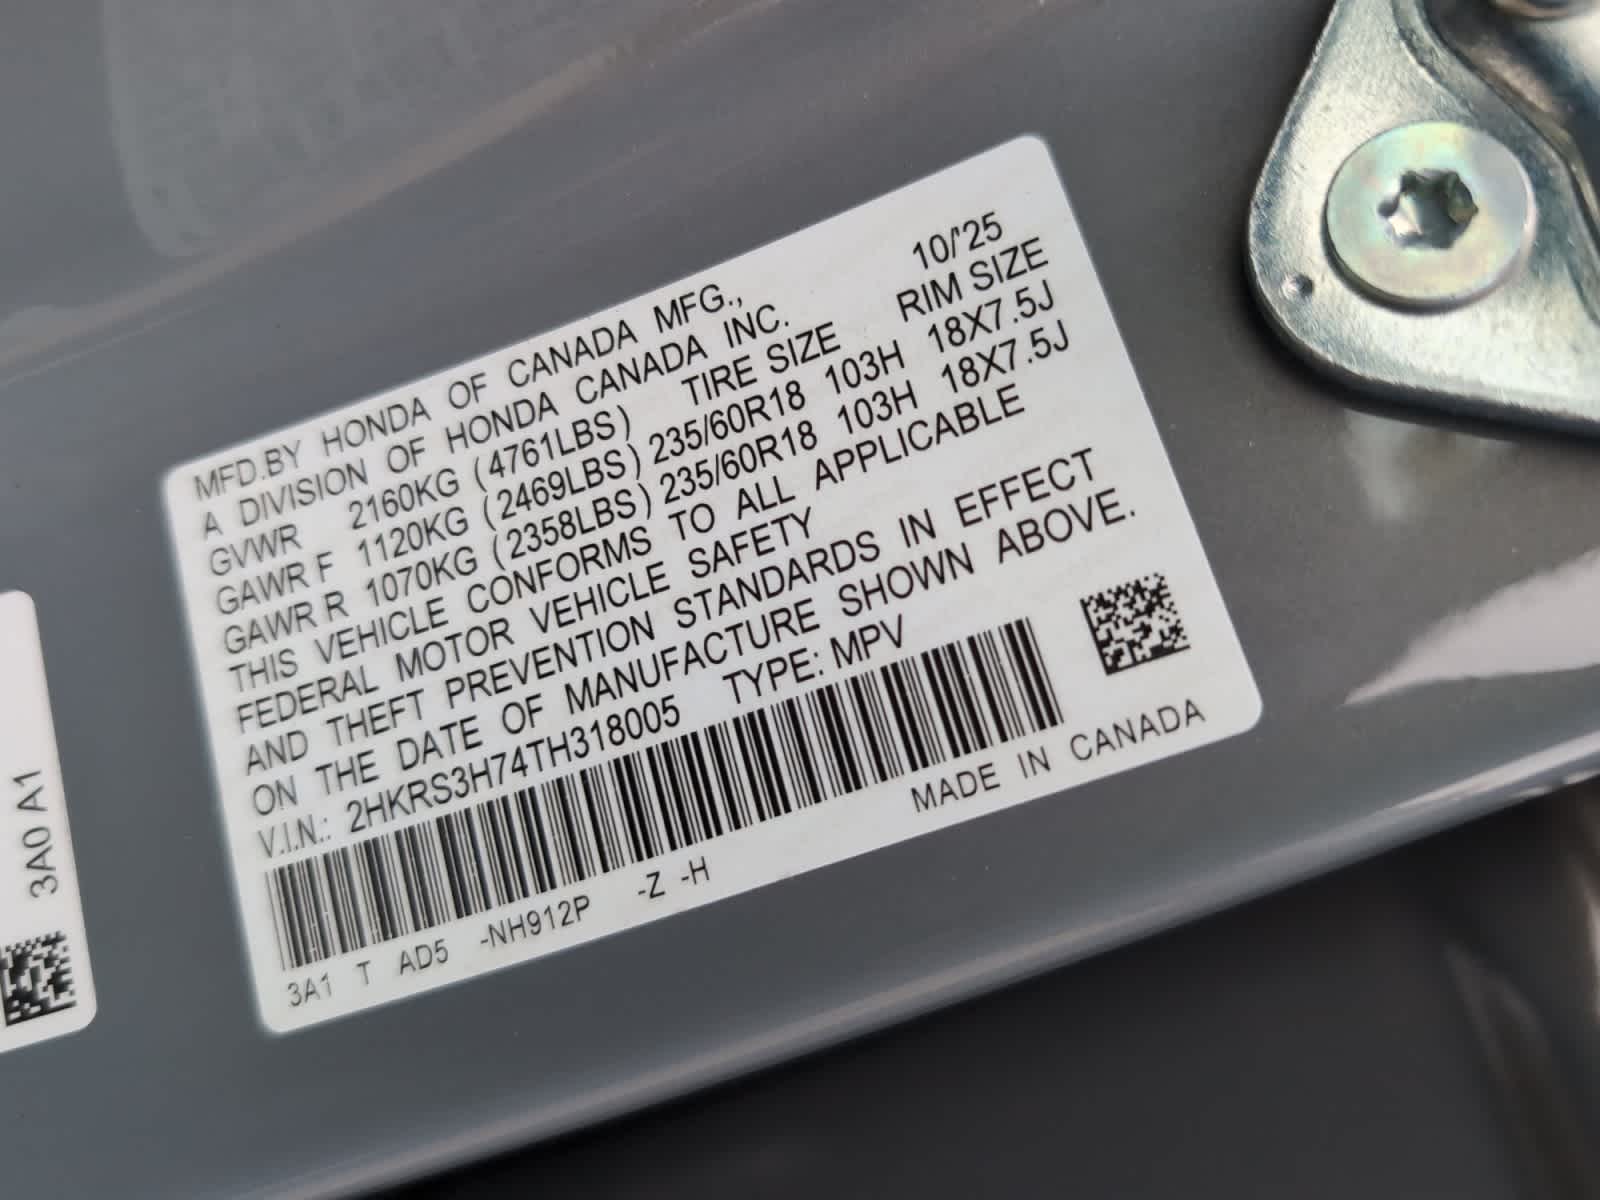 MFD.BY HONDA OF CANADA MFG., 10/'25
A DIVISION OF HONDA CANADA INC.
GVWR 2160KG (4761LBS) TIRE SIZE RIM SIZE
GAWR F 1120KG (2469LBS) 235/60R18 103H 18X7.5J
GAWR R 1070KG (2358LBS) 235/60R18 103H 18X7.5J
THIS VEHICLE CONFORMS TO ALL APPLICABLE
FEDERAL MOTOR VEHICLE SAFETY
AND THEFT PREVENTION STANDARDS IN EFFECT
ON THE DATE OF MANUFACTURE SHOWN ABOVE.
V.I.N.: 2HKRS3H74TH318005 TYPE: MPV
MADE IN CANADA
3A1 T AD5 -NH912P -Z -H
3A0 A1